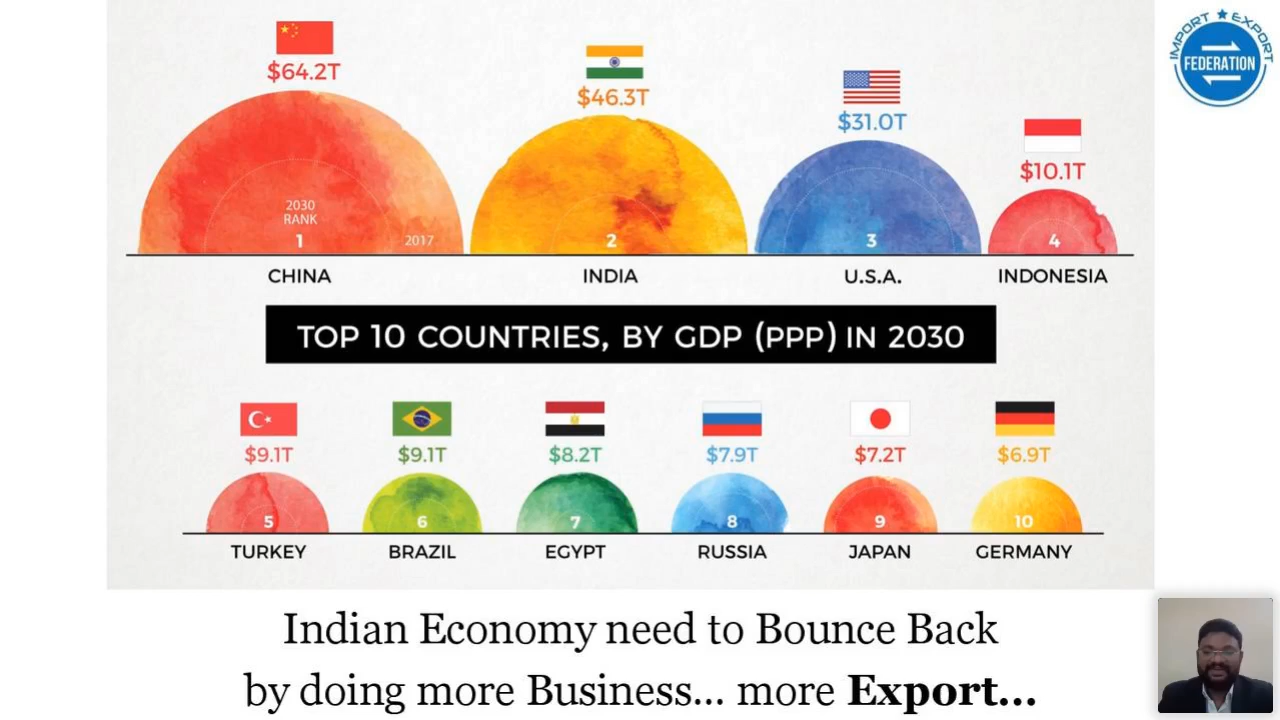 IMPORT ★ EXPORT
FEDERATION
$64.2T
$46.3T
$31.0T
$10.1T
2030
RANK
1
2017
2
3
4
CHINA
INDIA
U.S.A.
INDONESIA
TOP 10 COUNTRIES, BY GDP (PPP) IN 2030
$9.1T
$9.1T
$8.2T
$7.9T
$7.2T
$6.9T
5
6
7
8
9
10
TURKEY
BRAZIL
EGYPT
RUSSIA
JAPAN
GERMANY
Indian Economy need to Bounce Back
by doing more Business... more Export...